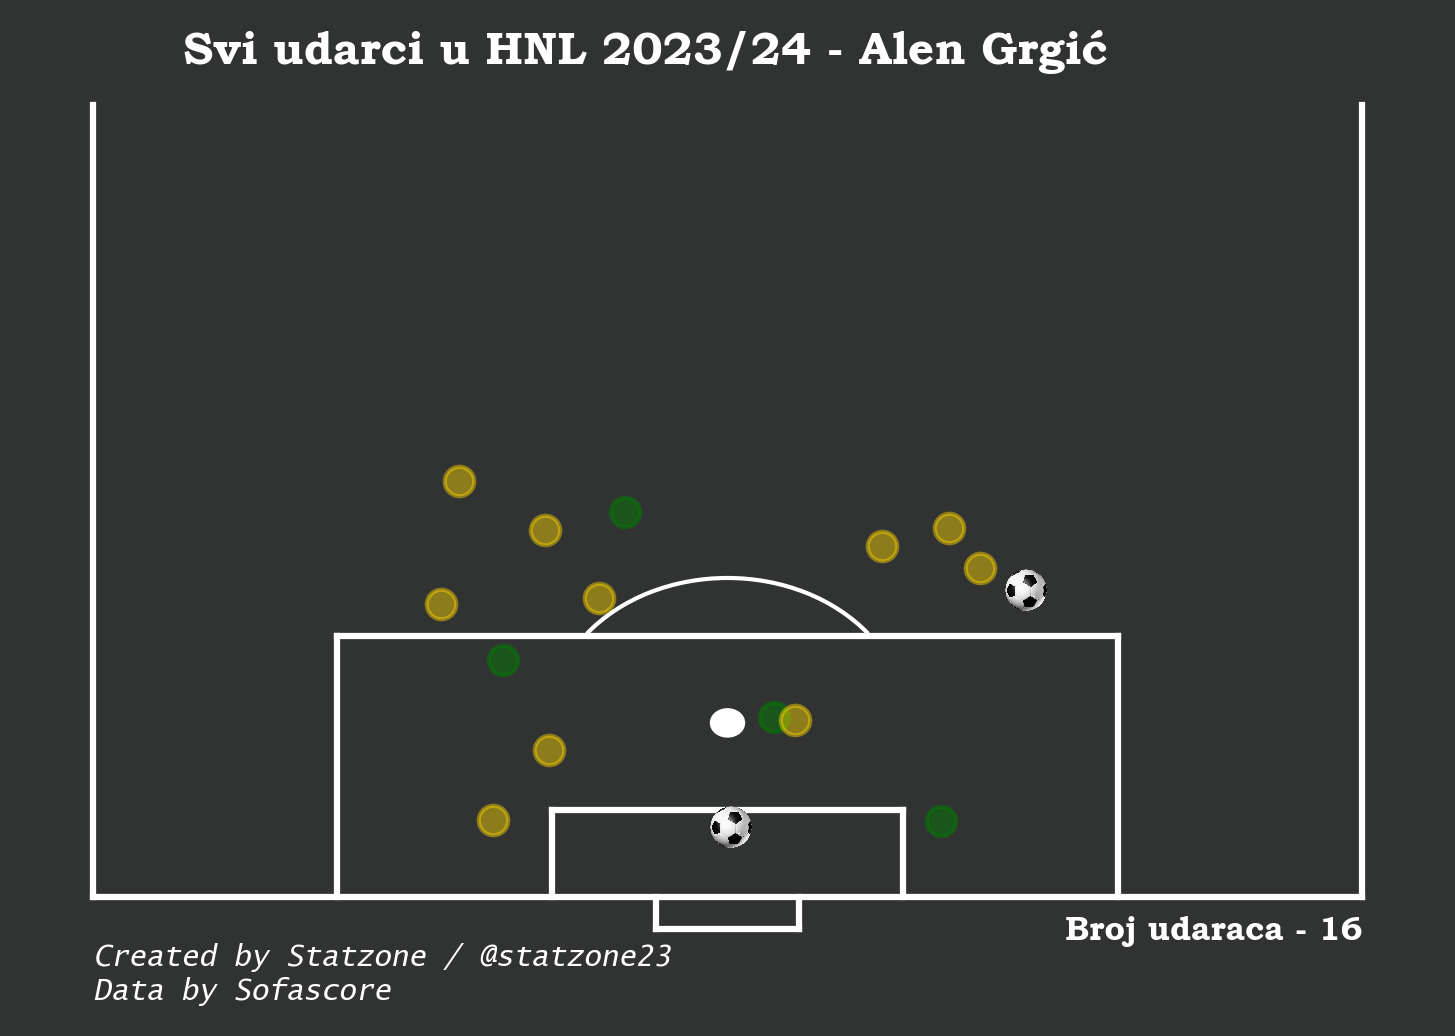 Svi udarci u HNL 2023/24 - Alen Grgić
Broj udaraca - 16
Created by Statzone / @statzone23
Data by Sofascore